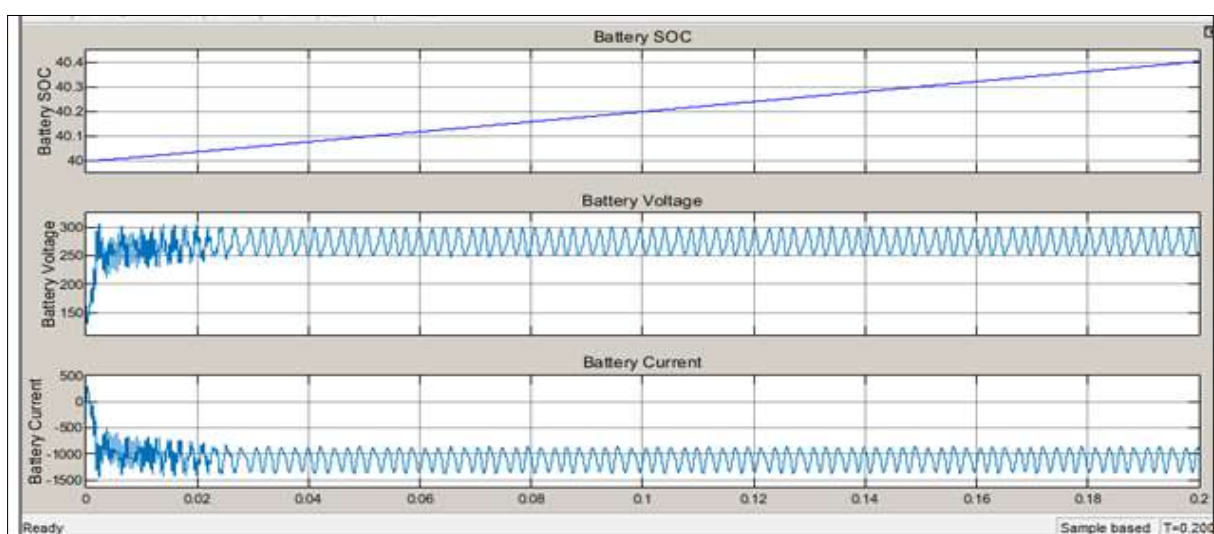 Battery SOC
Battery SOC
40.4
40.3
40.2
40.1
40
Battery Voltage
Battery Voltage
300
250
200
150
Battery Current
Battery Current
500
0
-500
-1000
-1500
0 0.02 0.04 0.06 0.08 0.1 0.12 0.14 0.16 0.18 0.2
Ready Sample based T=0.200